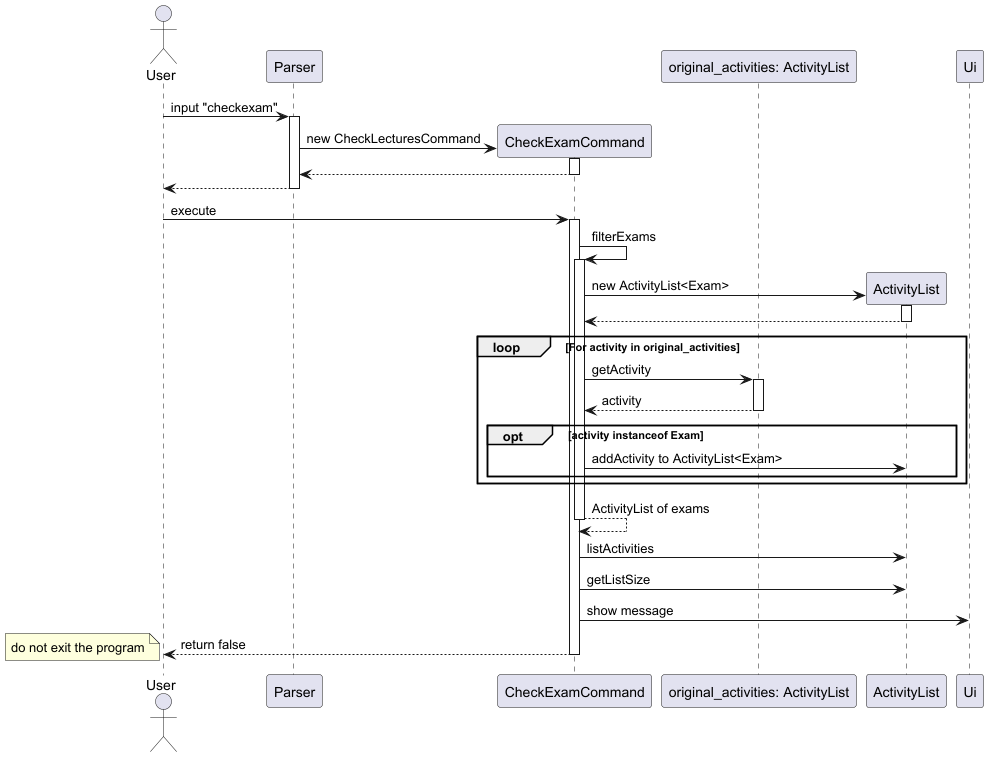 User
Parser
original_activities: ActivityList
Ui
input "checkexam"
new CheckLecturesCommand
CheckExamCommand
execute
filterExams
new ActivityList<Exam>
ActivityList
loop
[For activity in original_activities]
getActivity
activity
opt
[activity instanceof Exam]
addActivity to ActivityList<Exam>
ActivityList of exams
listActivities
getListSize
show message
do not exit the program
return false
User
Parser
CheckExamCommand
original_activities: ActivityList
ActivityList
Ui